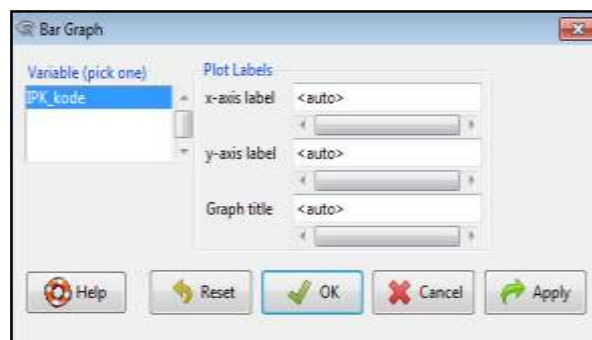 Bar Graph
Variable (pick one)
IPK_kode
Plot Labels
x-axis label <auto>
y-axis label <auto>
Graph title <auto>
Help Reset OK Cancel Apply